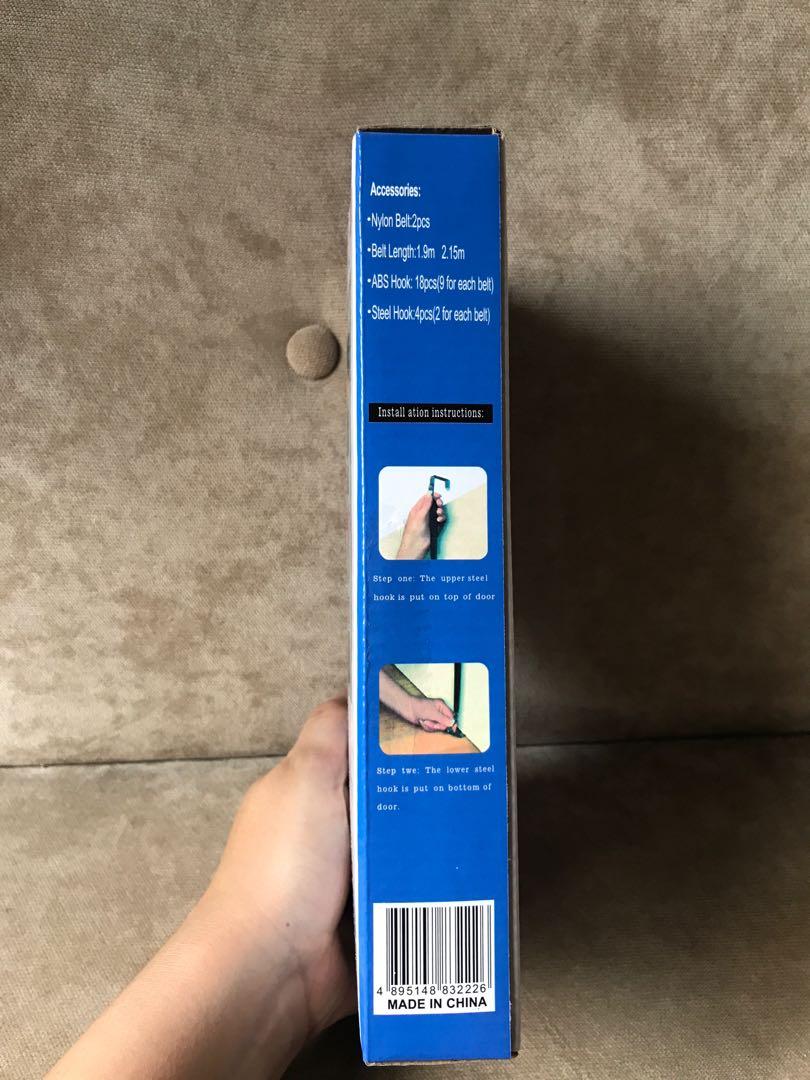 Accessories:
•Nylon Belt:2pcs
•Belt Length:1.9m 2.15m
•ABS Hook: 18pcs(9 for each belt)
•Steel Hook:4pcs(2 for each belt)
Install ation instructions:
Step one: The upper steel
hook is put on top of door
Step twe: The lower steel
hook is put on bottom of
door.
4 895148 832226
MADE IN CHINA